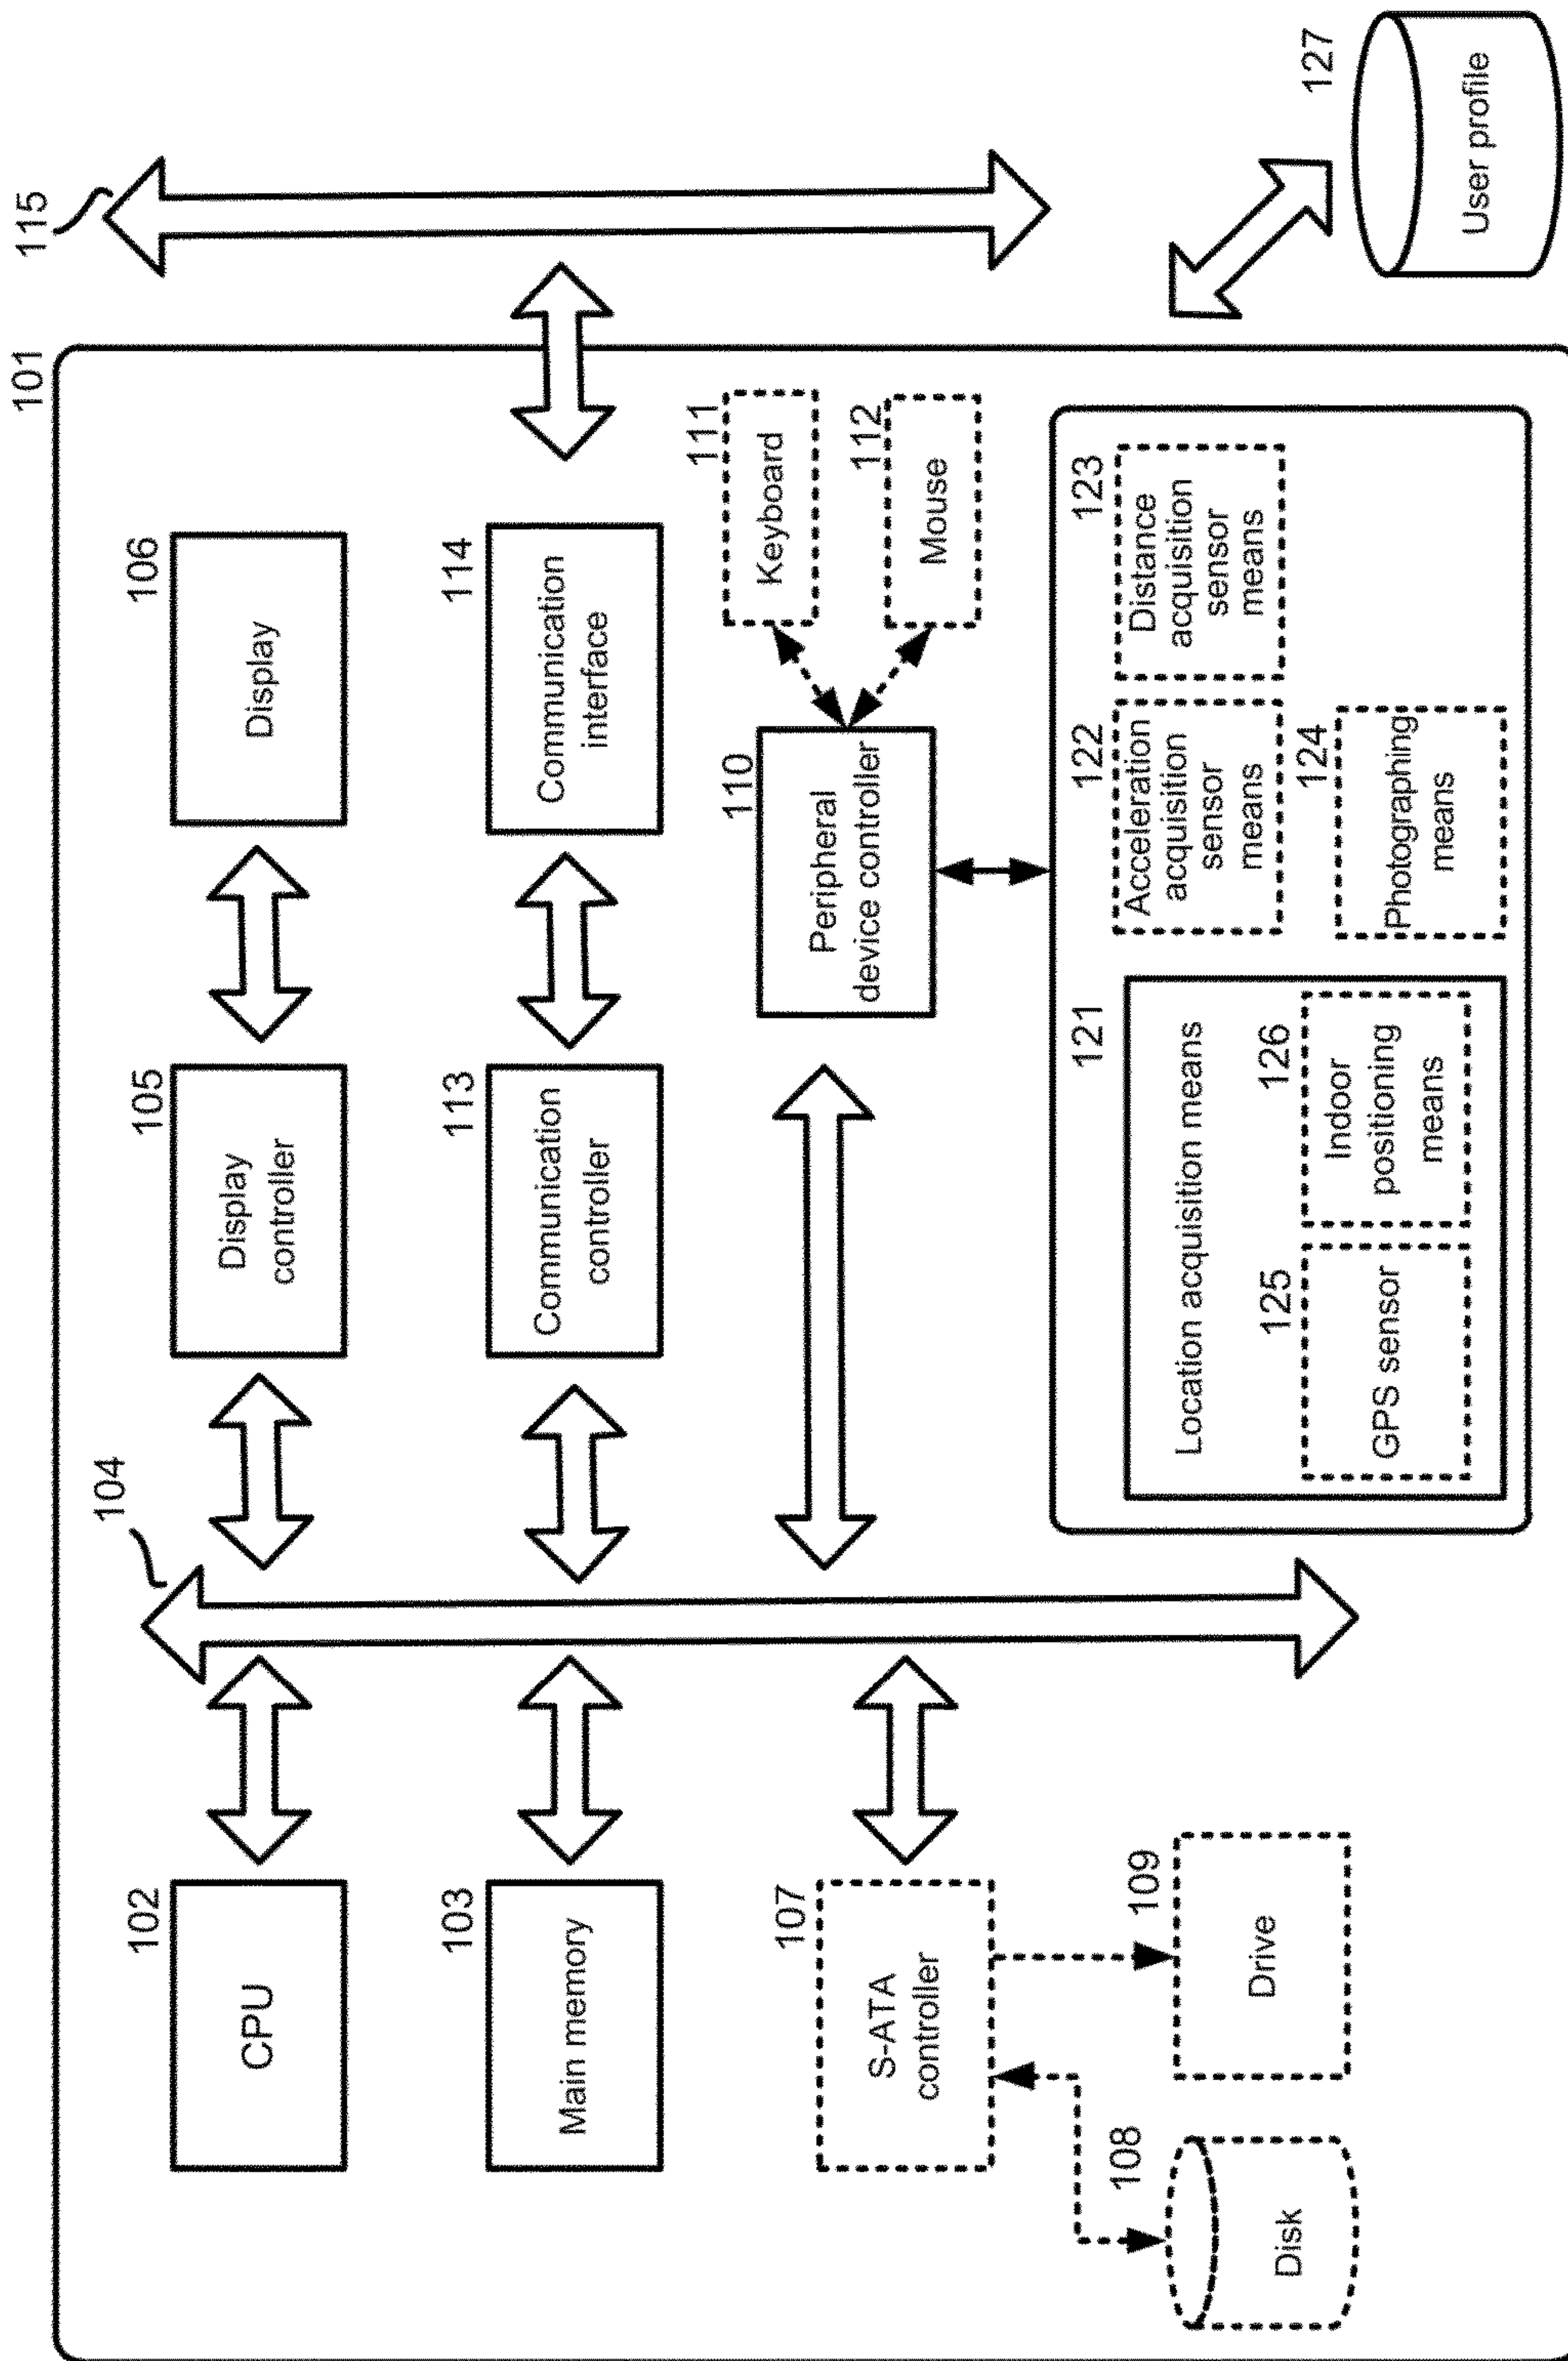 101
115
104
102
CPU
105
Display
controller
106
Display
103
Main memory
113
Communication
controller
114
Communication
interface
107
S-ATA
controller
110
Peripheral
device controller
111
Keyboard
112
Mouse
108
Disk
109
Drive
121
Location acquisition means
125
GPS sensor
126
Indoor
positioning
means
122
Acceleration
acquisition
sensor
means
123
Distance
acquisition
sensor
means
124
Photographing
means
127
User profile